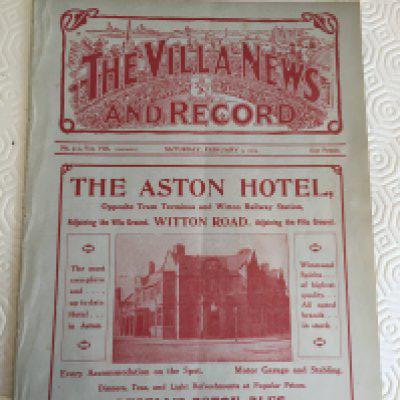 THE VILLA NEWS
AND RECORD
SATURDAY, FEBRUARY
One Penny.
THE ASTON HOTEL,
Opposite Tram Terminus and Witton Railway Station,
Adjoining the Villa Ground. WITTON ROAD. Adjoining the Villa Ground.
The most
complete
and . . . .
up-to-date
Hotel . . .
in Aston
Wines and
Spirits . .
of highest
quality . .
All noted
brands . .
in stock. .
Every Accommodation on the Spot. Motor Garage and Stabling.
Dinners, Teas, and Light Refreshments at Popular Prices.